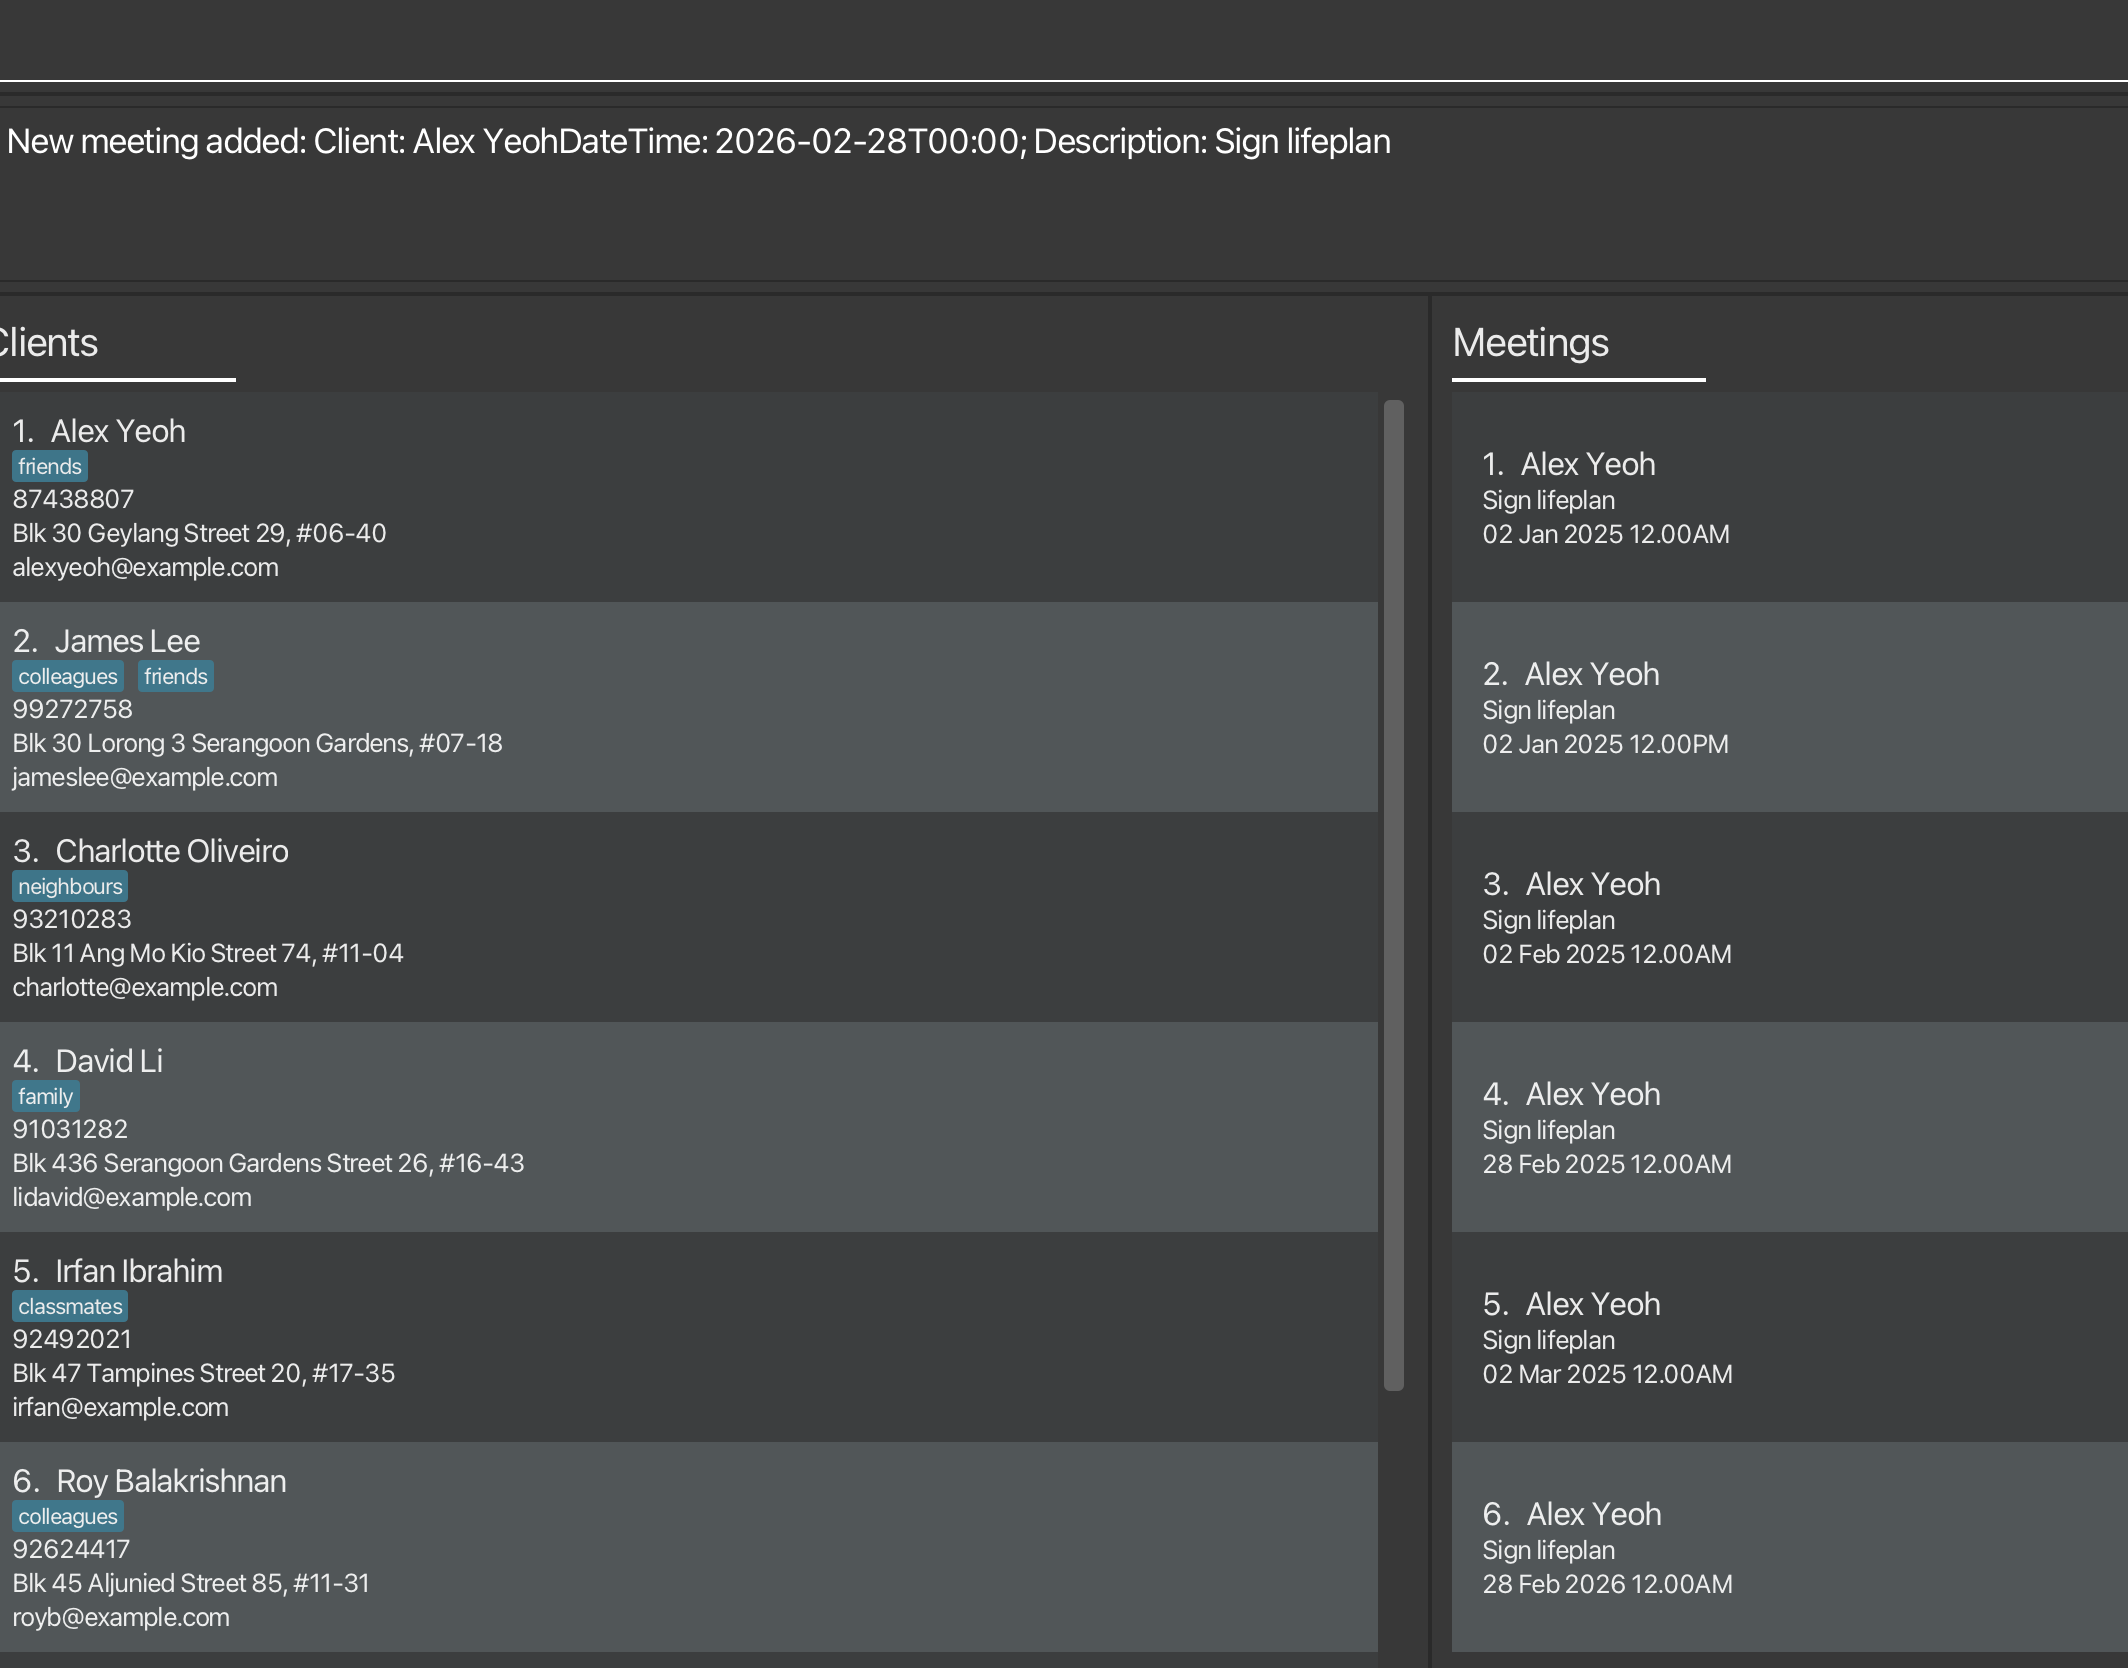 New meeting added: Client: Alex YeohDateTime: 2026-02-28T00:00; Description: Sign lifeplan
Clients
1. Alex Yeoh
friends
87438807
Blk 30 Geylang Street 29, #06-40
alexyeoh@example.com
2. James Lee
colleagues friends
99272758
Blk 30 Lorong 3 Serangoon Gardens, #07-18
jameslee@example.com
3. Charlotte Oliveiro
neighbours
93210283
Blk 11 Ang Mo Kio Street 74, #11-04
charlotte@example.com
4. David Li
family
91031282
Blk 436 Serangoon Gardens Street 26, #16-43
lidavid@example.com
5. Irfan Ibrahim
classmates
92492021
Blk 47 Tampines Street 20, #17-35
irfan@example.com
6. Roy Balakrishnan
colleagues
92624417
Blk 45 Aljunied Street 85, #11-31
royb@example.com
Meetings
1. Alex Yeoh
Sign lifeplan
02 Jan 2025 12.00AM
2. Alex Yeoh
Sign lifeplan
02 Jan 2025 12.00PM
3. Alex Yeoh
Sign lifeplan
02 Feb 2025 12.00AM
4. Alex Yeoh
Sign lifeplan
28 Feb 2025 12.00AM
5. Alex Yeoh
Sign lifeplan
02 Mar 2025 12.00AM
6. Alex Yeoh
Sign lifeplan
28 Feb 2026 12.00AM